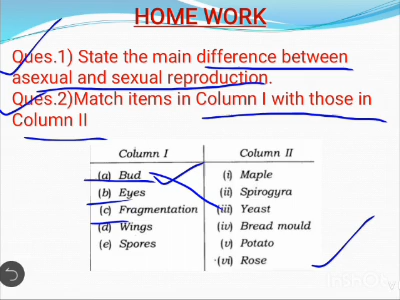 HOME WORK
Ques.1) State the main difference between
asexual and sexual reproduction.
Ques.2)Match items in Column I with those in
Column II
Column I Column II
(a) Bud (i) Maple
(b) Eyes (ii) Spirogyra
(c) Fragmentation (iii) Yeast
(d) Wings (iv) Bread mould
(e) Spores (v) Potato
(vi) Rose